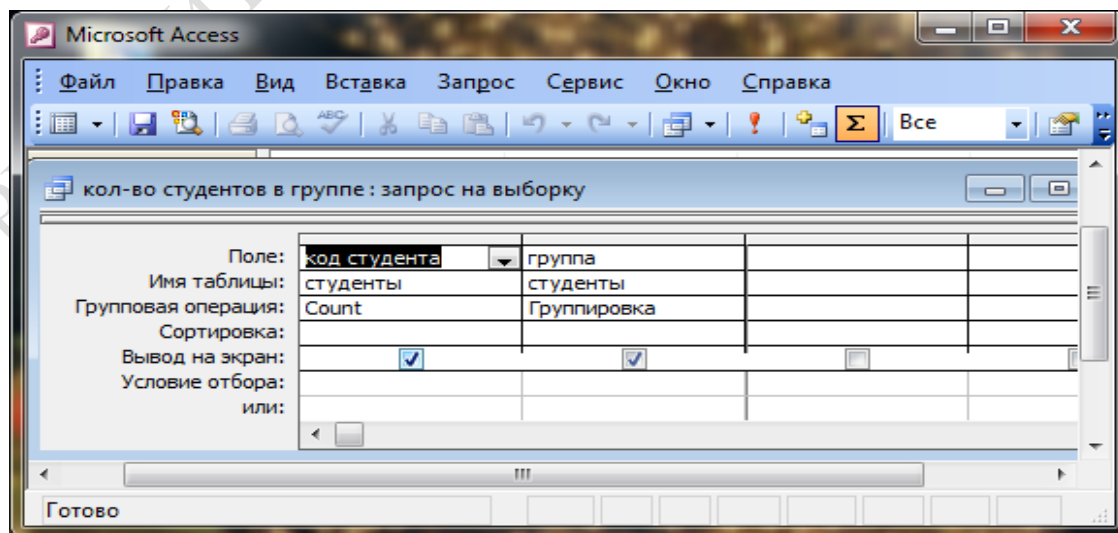 Microsoft Access
Файл Правка Вид Вставка Запрос Сервис Окно Справка
ABC Σ Все
кол-во студентов в группе : запрос на выборку
Поле: код студента группа
Имя таблицы: студенты студенты
Групповая операция: Count Группировка
Сортировка:
Вывод на экран:
Условие отбора:
или:
Готово